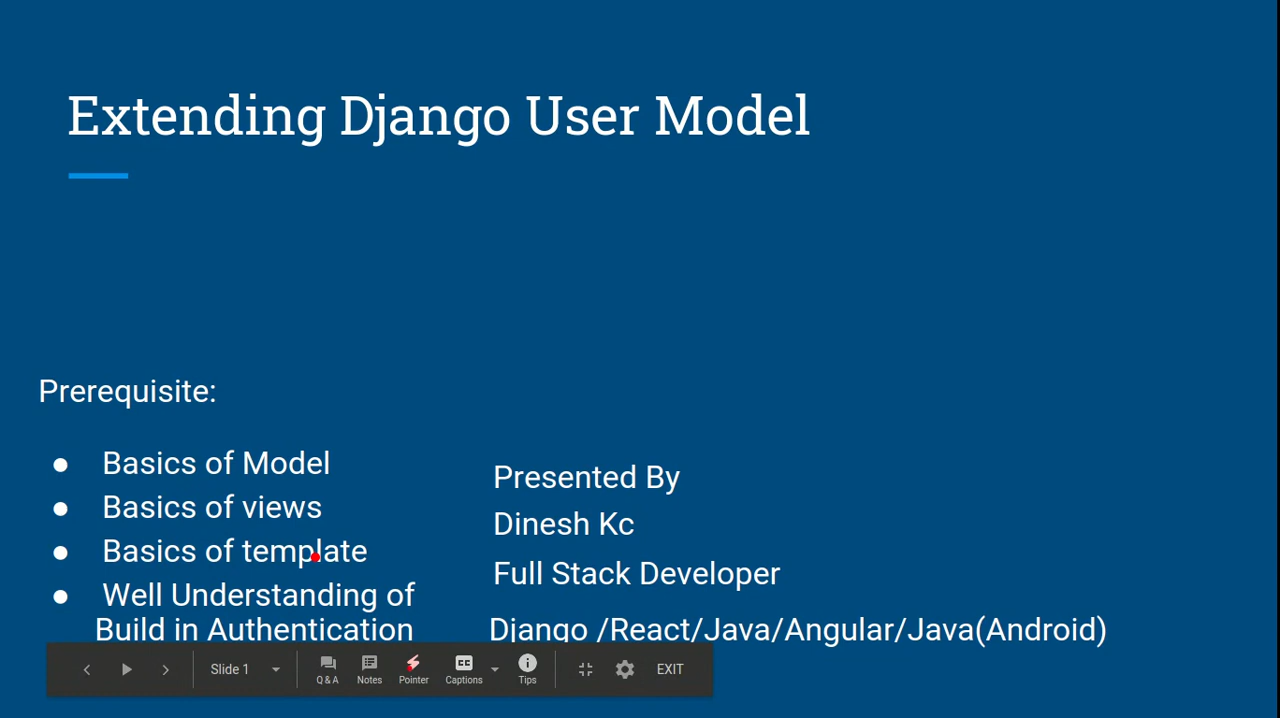 Extending Django User Model
Prerequisite:
● Basics of Model
● Basics of views
● Basics of template
● Well Understanding of
Build in Authentication
Presented By
Dinesh Kc
Full Stack Developer
Django /React/Java/Angular/Java(Android)
Slide 1
Q & A
Notes
Pointer
CC
Captions
Tips
EXIT